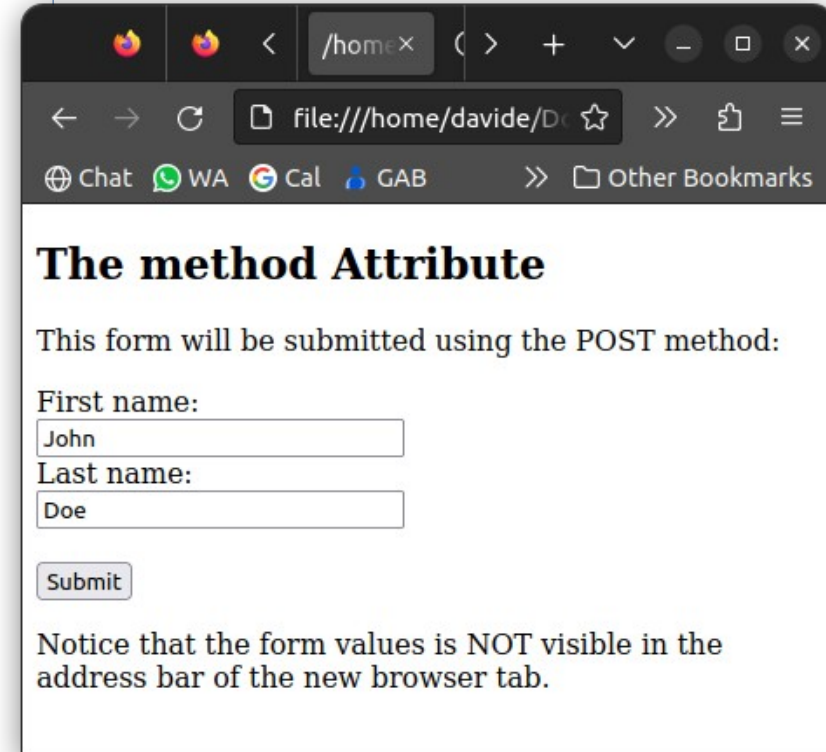 /home
file:///home/davide/Do
Chat WA Cal GAB Other Bookmarks
The method Attribute
This form will be submitted using the POST method:
First name:
John
Last name:
Doe
Submit
Notice that the form values is NOT visible in the
address bar of the new browser tab.